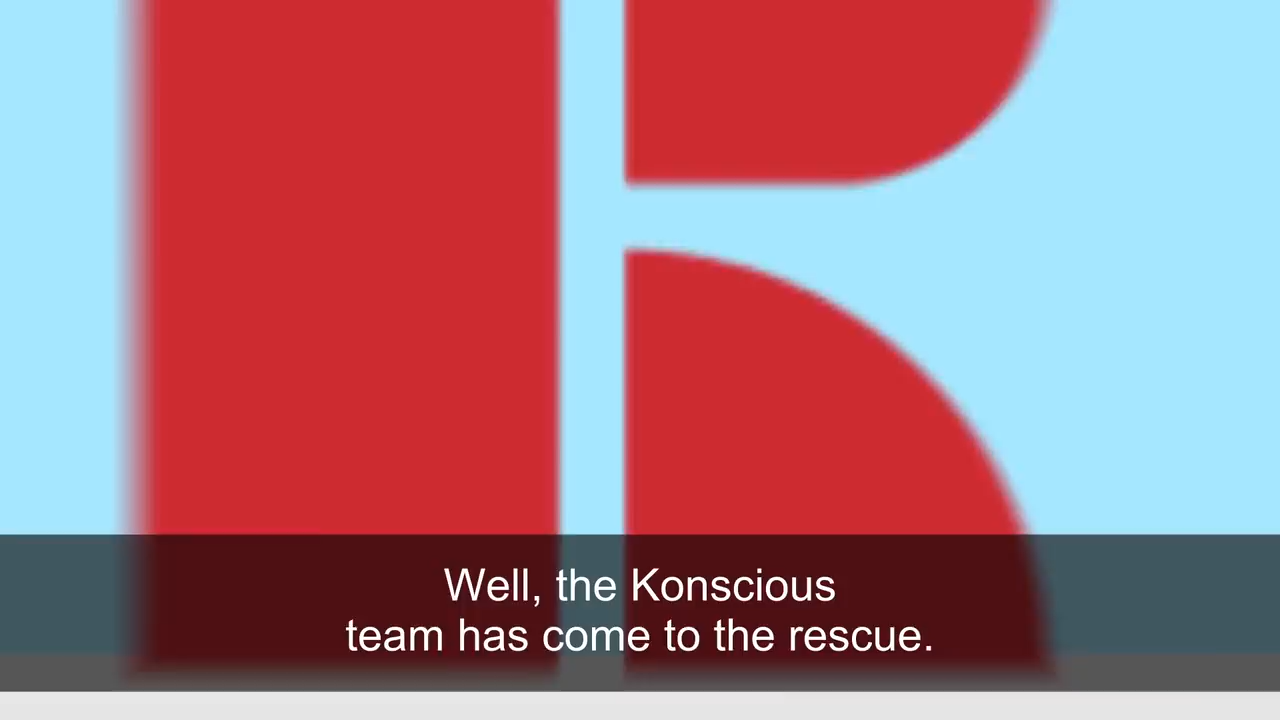 Well, the Konscious
team has come to the rescue.